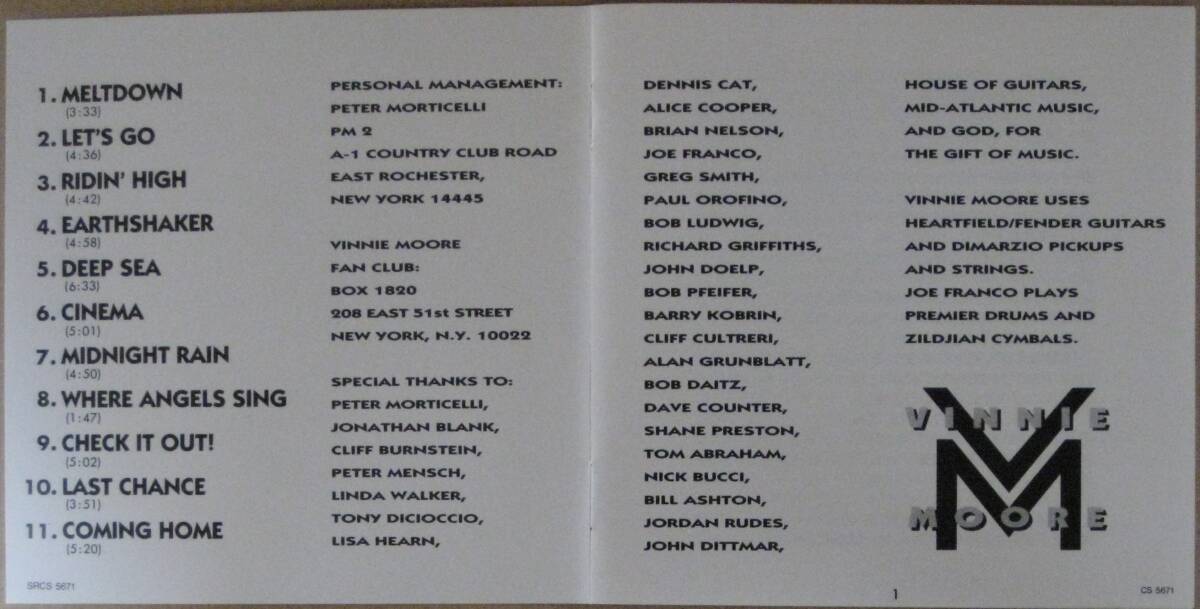 1. MELTDOWN
(3:33)
2. LET'S GO
(4:36)
3. RIDIN' HIGH
(4:42)
4. EARTHSHAKER
(4:58)
5. DEEP SEA
(6:33)
6. CINEMA
(5:01)
7. MIDNIGHT RAIN
(4:50)
8. WHERE ANGELS SING
(1:47)
9. CHECK IT OUT!
(5:02)
10. LAST CHANCE
(3:51)
11. COMING HOME
(5:20)
SRCS 5671
PERSONAL MANAGEMENT:
PETER MORTICELLI
PM 2
A-1 COUNTRY CLUB ROAD
EAST ROCHESTER,
NEW YORK 14445
VINNIE MOORE
FAN CLUB:
BOX 1820
208 EAST 51st STREET
NEW YORK, N.Y. 10022
SPECIAL THANKS TO:
PETER MORTICELLI,
JONATHAN BLANK,
CLIFF BURNSTEIN,
PETER MENSCH,
LINDA WALKER,
TONY DICIOCCIO,
LISA HEARN,
DENNIS CAT,
ALICE COOPER,
BRIAN NELSON,
JOE FRANCO,
GREG SMITH,
PAUL OROFINO,
BOB LUDWIG,
RICHARD GRIFFITHS,
JOHN DOELP,
BOB PFEIFER,
BARRY KOBRIN,
CLIFF CULTRERI,
ALAN GRUNBLATT,
BOB DAITZ,
DAVE COUNTER,
SHANE PRESTON,
TOM ABRAHAM,
NICK BUCCI,
BILL ASHTON,
JORDAN RUDES,
JOHN DITTMAR,
HOUSE OF GUITARS,
MID-ATLANTIC MUSIC,
AND GOD, FOR
THE GIFT OF MUSIC.
VINNIE MOORE USES
HEARTFIELD/FENDER GUITARS
AND DIMARZIO PICKUPS
AND STRINGS.
JOE FRANCO PLAYS
PREMIER DRUMS AND
ZILDJIAN CYMBALS.
VM
VINNIE
MOORE
1
CS 5671